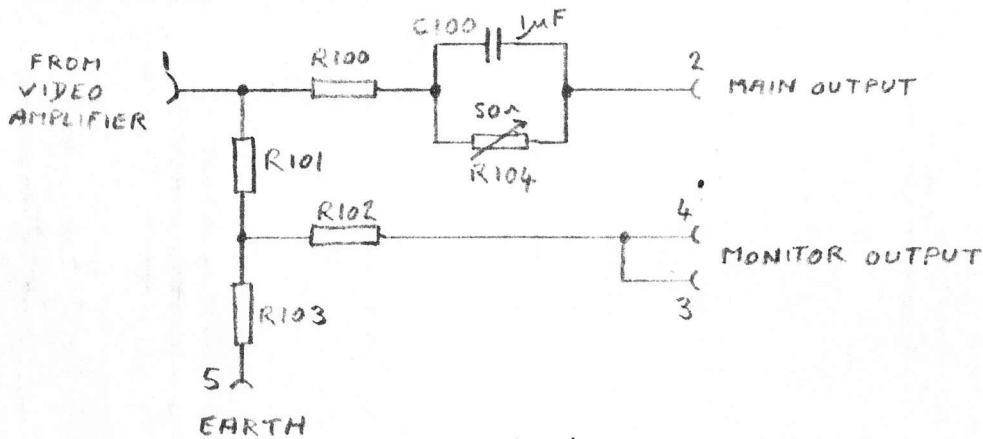 C100 1µF
FROM
VIDEO
AMPLIFIER
1
R100
2
MAIN OUTPUT
50Ω
R104
R101
R102
4
MONITOR OUTPUT
3
R103
5
EARTH